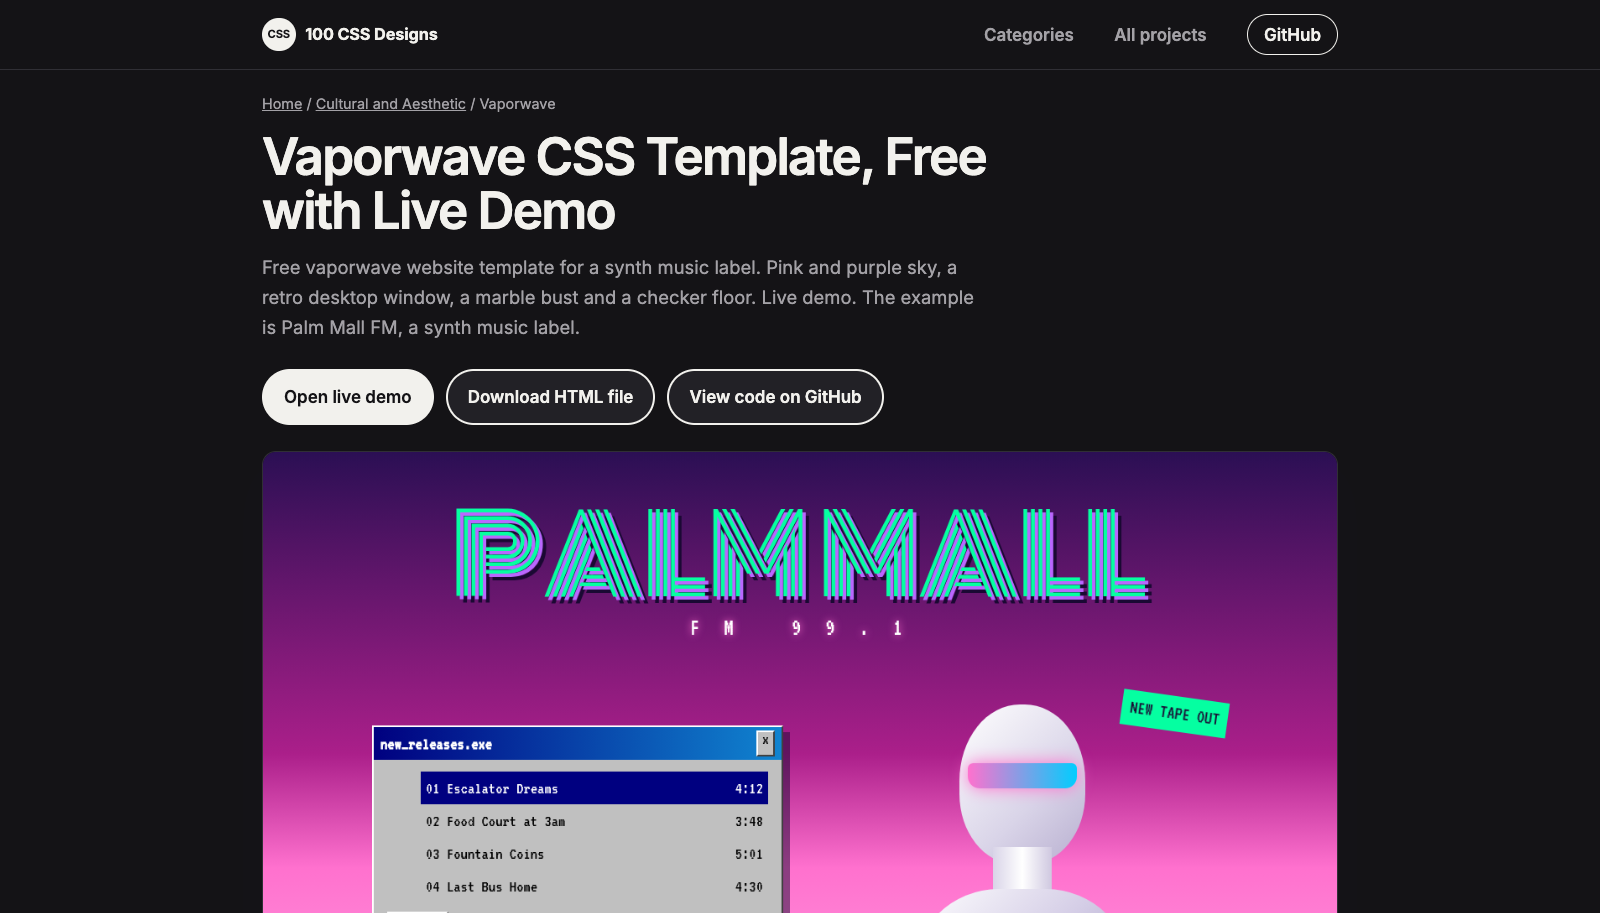 CSS 100 CSS Designs
Categories
All projects
GitHub
Home / Cultural and Aesthetic / Vaporwave
Vaporwave CSS Template, Free
with Live Demo
Free vaporwave website template for a synth music label. Pink and purple sky, a
retro desktop window, a marble bust and a checker floor. Live demo. The example
is Palm Mall FM, a synth music label.
Open live demo
Download HTML file
View code on GitHub
PALM MALL
FM 99.1
NEW TAPE OUT
new_releases.exe
x
01 Escalator Dreams 4:12
02 Food Court at 3am 3:48
03 Fountain Coins 5:01
04 Last Bus Home 4:30